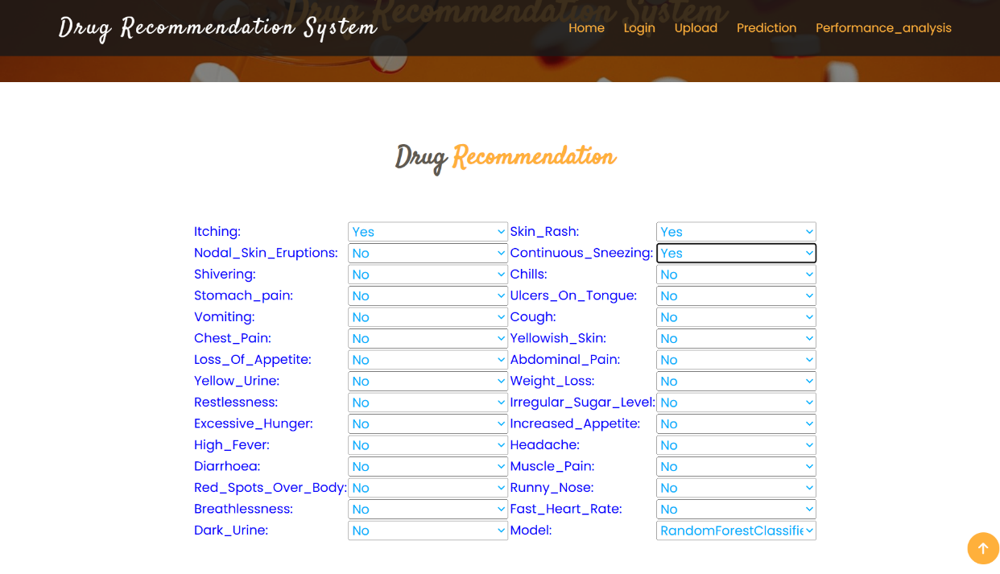 Drug Recommendation System
Drug Recommendation System
Home Login Upload Prediction Performance_analysis
Drug Recommendation
Itching: Yes Skin_Rash: Yes
Nodal_Skin_Eruptions: No Continuous_Sneezing: Yes
Shivering: No Chills: No
Stomach_pain: No Ulcers_On_Tongue: No
Vomiting: No Cough: No
Chest_Pain: No Yellowish_Skin: No
Loss_Of_Appetite: No Abdominal_Pain: No
Yellow_Urine: No Weight_Loss: No
Restlessness: No Irregular_Sugar_Level: No
Excessive_Hunger: No Increased_Appetite: No
High_Fever: No Headache: No
Diarrhoea: No Muscle_Pain: No
Red_Spots_Over_Body: No Runny_Nose: No
Breathlessness: No Fast_Heart_Rate: No
Dark_Urine: No Model: RandomForestClassifie